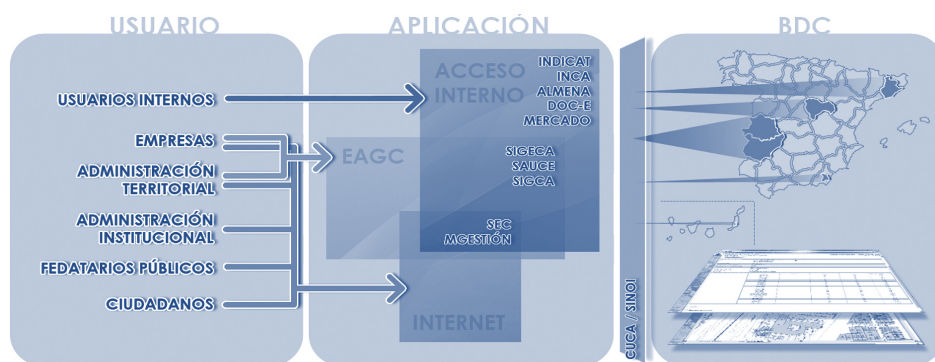 USUARIO
APLICACIÓN
BDC
USUARIOS INTERNOS
EMPRESAS
ADMINISTRACIÓN
TERRITORIAL
ADMINISTRACIÓN
INSTITUCIONAL
FEDATARIOS PÚBLICOS
CIUDADANOS
ACCESO
INTERNO
INDICAT
INCA
ALMENA
DOC-E
MERCADO
EAGC
SIGECA
SAUCE
SIGCA
SEC
MGESTIÓN
INTERNET
CUCA / SINOI